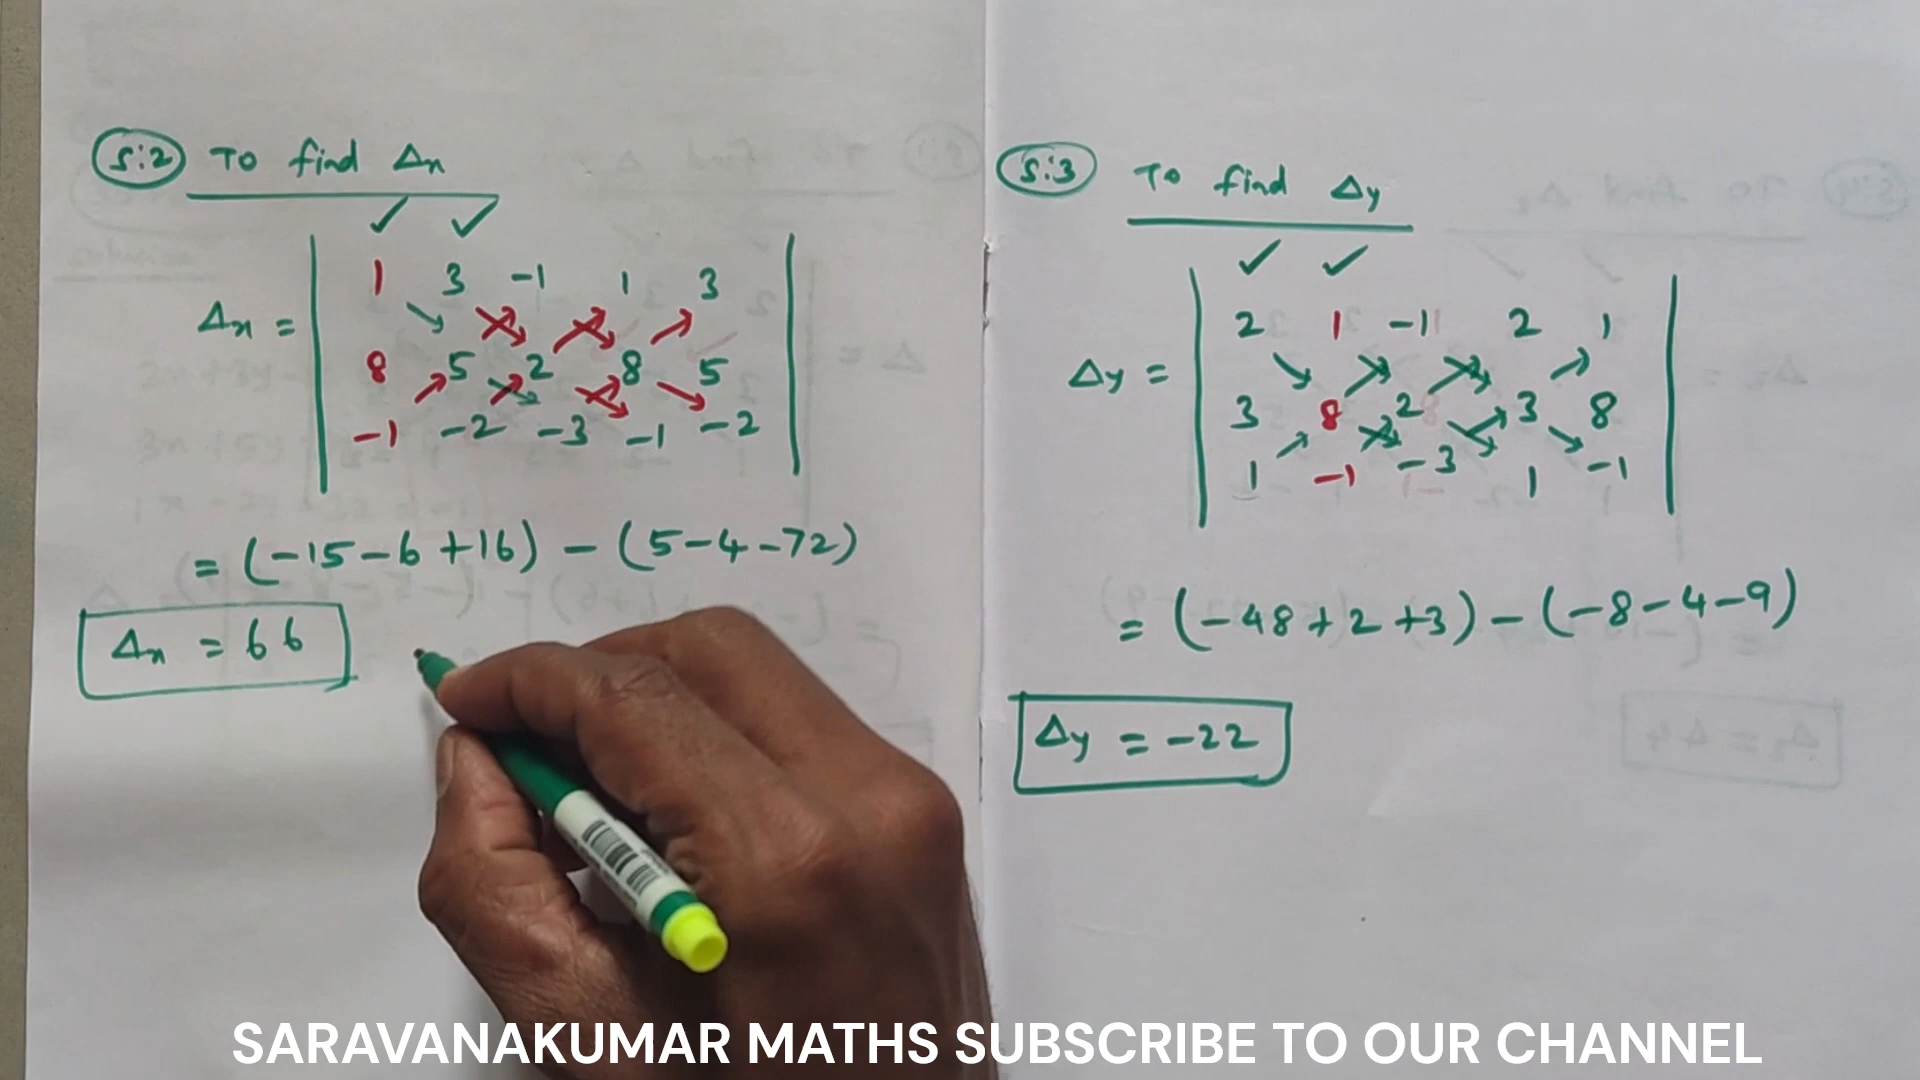 S:2 To find Δx
✓ ✓
1 3 -1 1 3
Δx =
8 5 2 8 5
-1 -2 -3 -1 -2
= (-15-6+16) - (5-4-72)
Δx = 66
S:3 To find Δy
✓ ✓
2 1 -1 2 1
Δy =
3 8 2 3 8
1 -1 -3 1 -1
= (-48+2+3) - (-8-4-9)
Δy = -22
SARAVANAKUMAR MATHS SUBSCRIBE TO OUR CHANNEL